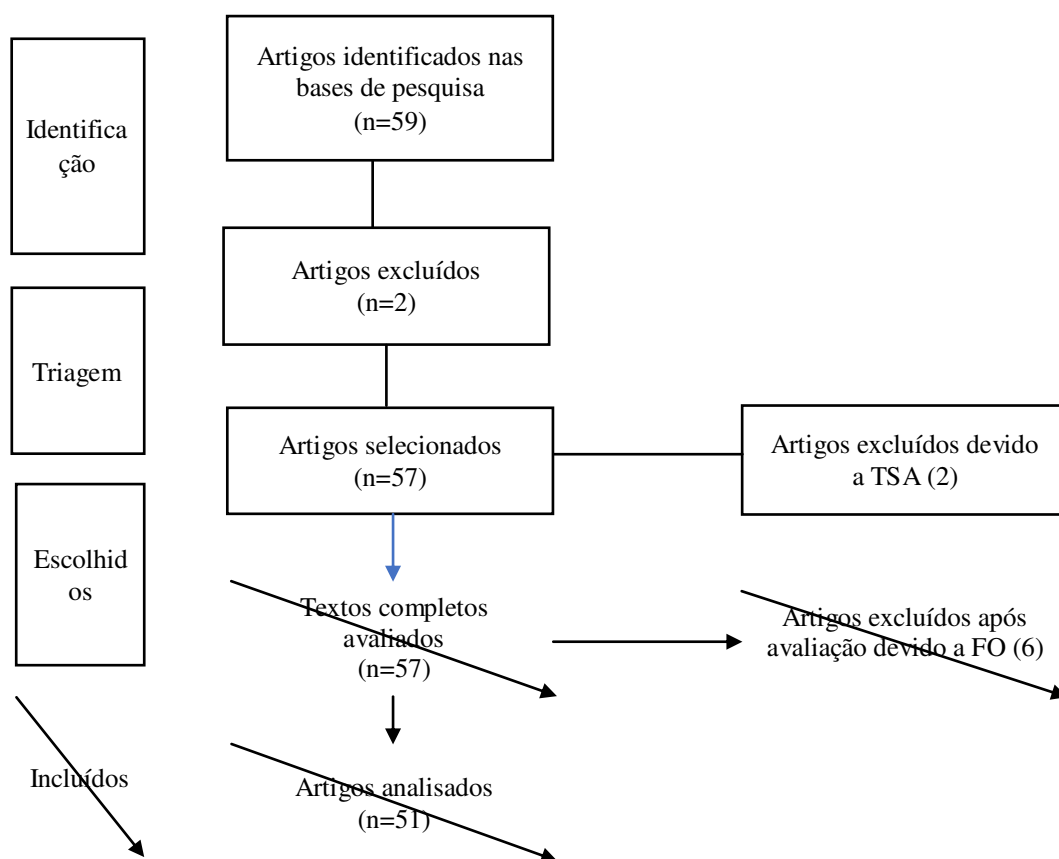 Identifica
ção
Artigos identificados nas
bases de pesquisa
(n=59)
Artigos excluídos
(n=2)
Triagem
Artigos selecionados
(n=57)
Artigos excluídos devido
a TSA (2)
Escolhid
os
Textos completos
avaliados
(n=57)
Artigos excluídos após
avaliação devido a FO (6)
Incluídos
Artigos analisados
(n=51)